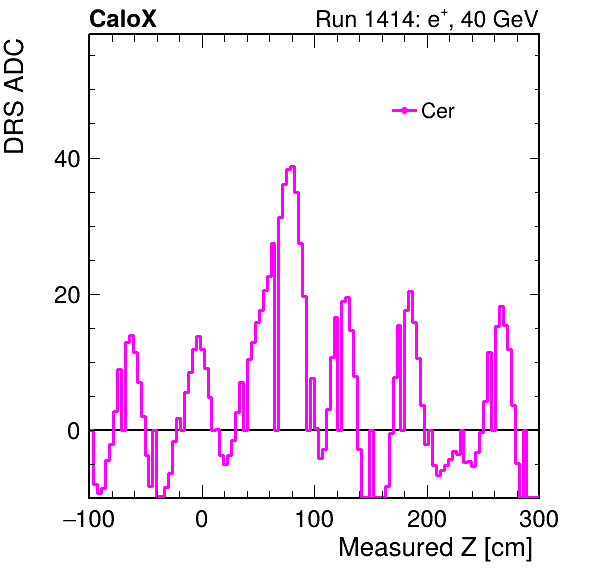 CaloX Run 1414: e⁺, 40 GeV
DRS ADC
Cer
40
20
0
−100 0 100 200 300
Measured Z [cm]